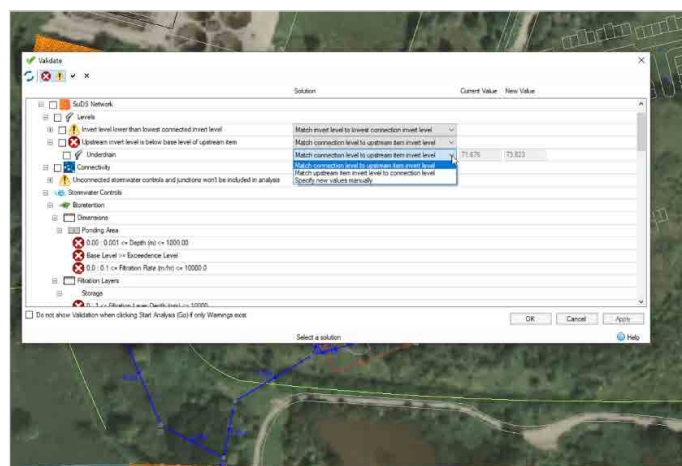 Validate
Solution Current Value New Value
SuDS Network
Levels
Invert level lower than lowest connected invert level Match invert level to lowest connection invert level
Upstream invert level is below base level of upstream item Match connection level to upstream item invert level
Underdrain Match connection level to upstream item invert level 71.676 73.823
Match connection level to upstream item invert level
Connectivity
Match upstream item invert level to connection level
Unconnected stormwater controls and junctions won't be included in analysis Specify new values manually
Stormwater Controls
Bioretention
Dimensions
Ponding Area
0.00 : 0.001 <= Depth (m) <= 1000.00
Base Level >= Exceedence Level
0.0 : 0.1 <= Filtration Rate (m/hr) <= 10000.0
Filtration Layers
Storage
0 : 1 <= Filtration Layer Depth (mm) <= 10000
Do not show Validation when clicking Start Analysis (Go) if only Warnings exist
OK Cancel Apply
Select a solution Help